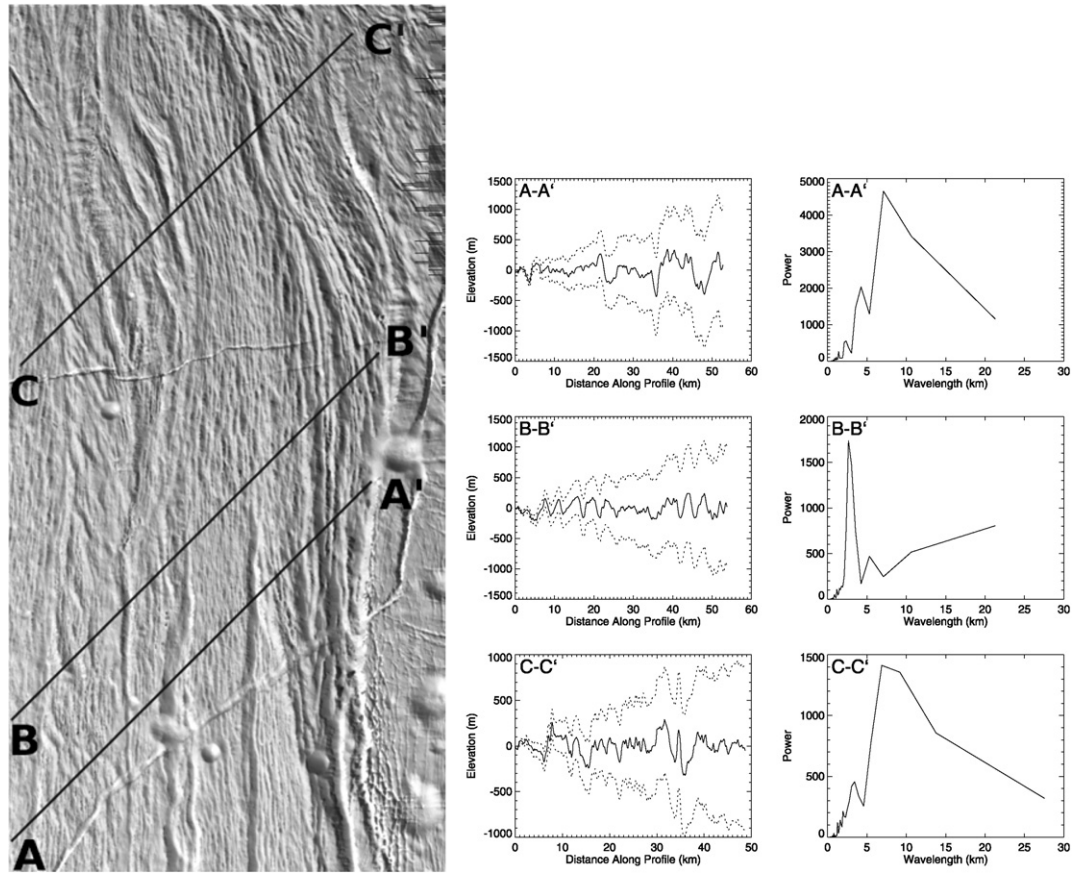 C'
C
B'
A'
B
A
A-A'
1500
1000
500
0
-500
-1000
-1500
Elevation (m)
0 10 20 30 40 50 60
Distance Along Profile (km)
A-A'
5000
4000
3000
2000
1000
0
Power
0 5 10 15 20 25 30
Wavelength (km)
B-B'
1500
1000
500
0
-500
-1000
-1500
Elevation (m)
0 10 20 30 40 50 60
Distance Along Profile (km)
B-B'
2000
1500
1000
500
0
Power
0 5 10 15 20 25 30
Wavelength (km)
C-C'
1000
500
0
-500
-1000
Elevation (m)
0 10 20 30 40 50
Distance Along Profile (km)
C-C'
1500
1000
500
0
Power
0 5 10 15 20 25 30
Wavelength (km)